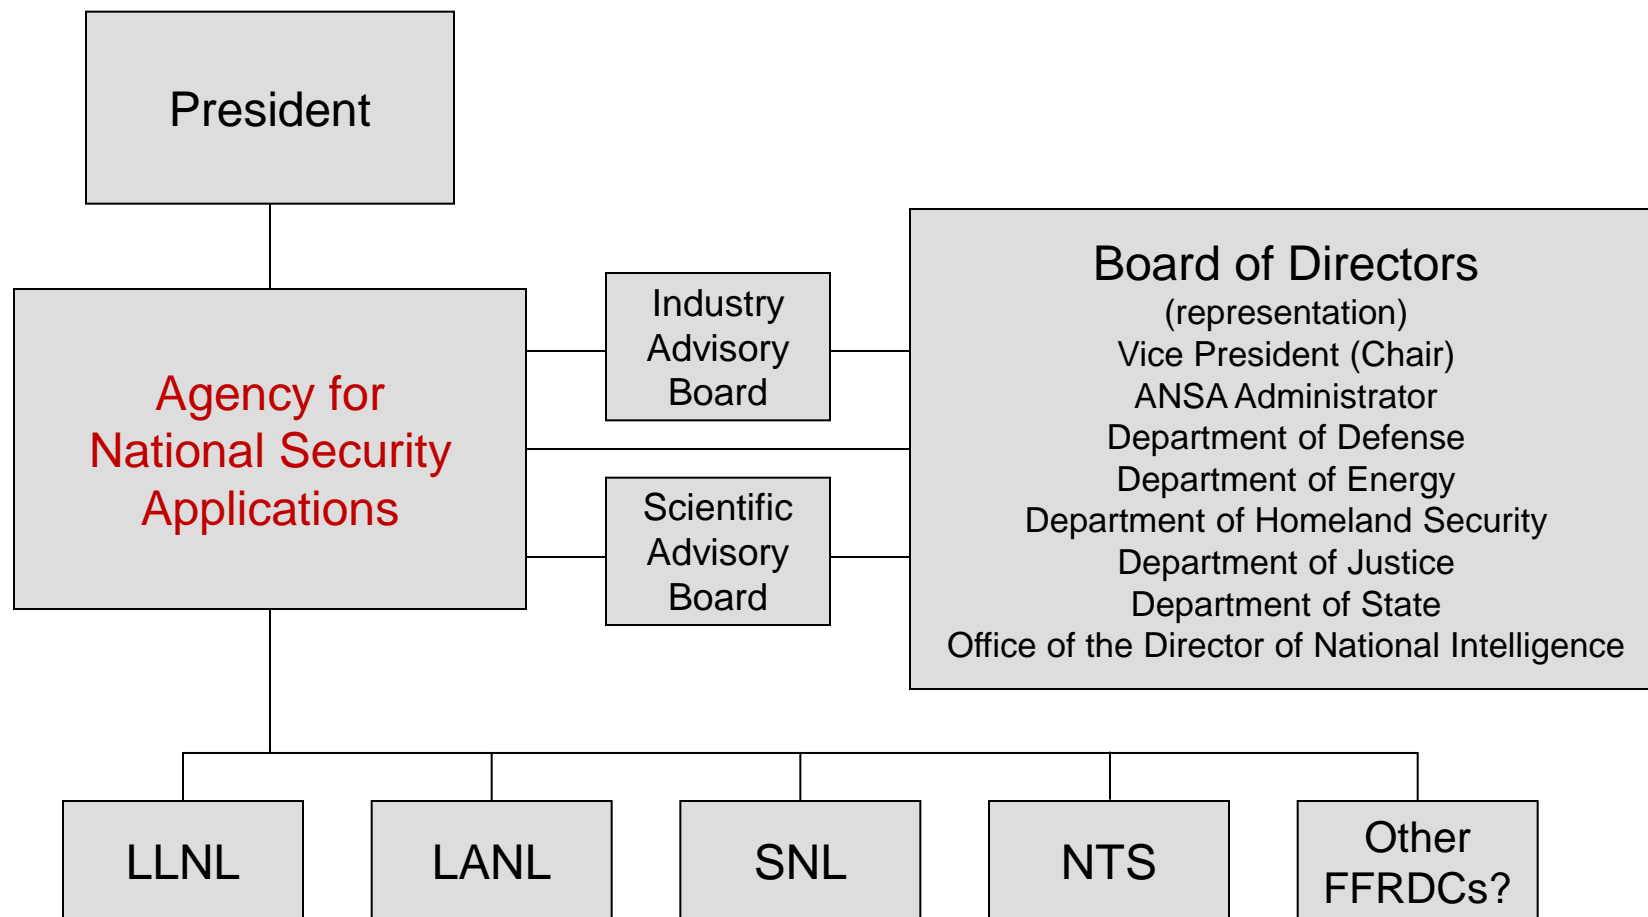 President
Agency for
National Security
Applications
Industry
Advisory
Board
Scientific
Advisory
Board
Board of Directors
(representation)
Vice President (Chair)
ANSA Administrator
Department of Defense
Department of Energy
Department of Homeland Security
Department of Justice
Department of State
Office of the Director of National Intelligence
LLNL
LANL
SNL
NTS
Other
FFRDCs?